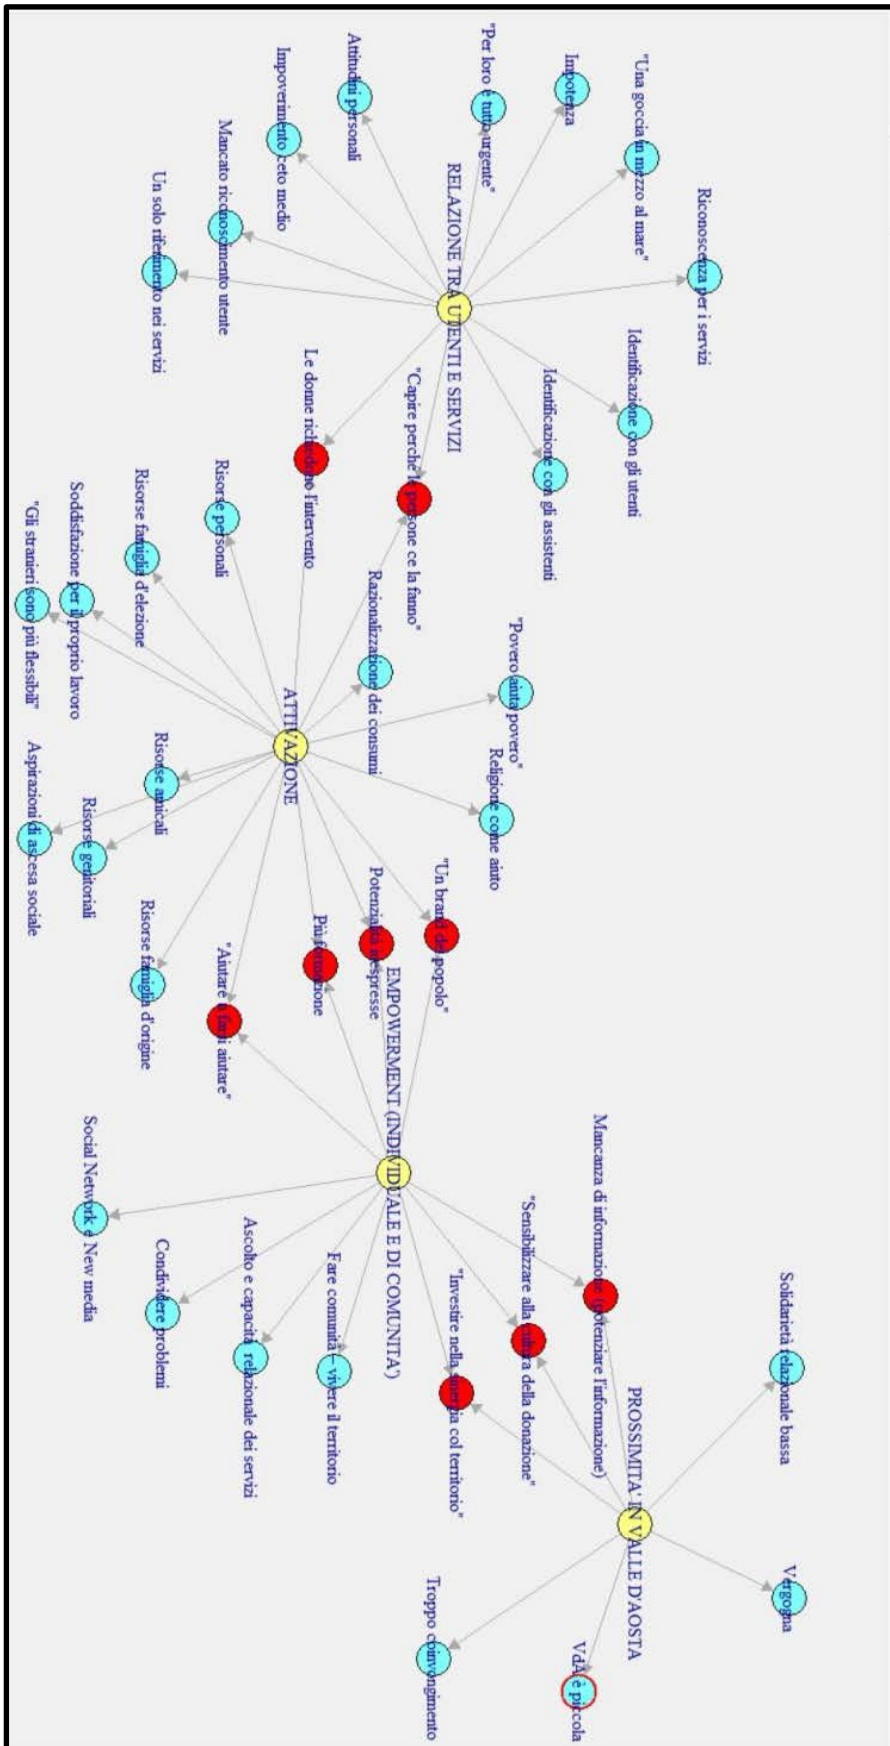 Riconoscenza per i servizi
"Una goccia in mezzo al mare"
Impotenza
"Per loro è tutto urgente"
Attitudini personali
Impoverimento ceto medio
Mancato riconoscimento utente
Un solo riferimento nei servizi
RELAZIONE TRA UTENTI E SERVIZI
Identificazione con gli utenti
Identificazione con gli assistenti
"Capire perché le persone ce la fanno"
Le donne richiedono l'intervento
Risorse personali
Risorse famiglia d'elezione
Soddisfazione per il proprio lavoro
"Gli stranieri sono più flessibili"
"Povero aiuta povero"
Razionalizzazione dei consumi
ATTIVAZIONE
Religione come aiuto
Risorse amicali
Risorse genitoriali
Aspirazioni di ascesa sociale
"Un brand del popolo"
Potenzialità inespresse
Più formazione
"Aiutare a farsi aiutare"
Risorse famiglia d'origine
EMPOWERMENT (INDIVIDUALE E DI COMUNITA')
Mancanza di informazione (potenziare l'informazione)
"Sensibilizzare alla cultura della donazione"
"Investire nella sinergia col territorio"
Fare comunità – vivere il territorio
Ascolto e capacità relazionale dei servizi
Condividere problemi
Social Network e New media
Solidarietà relazionale bassa
PROSSIMITA' IN VALLE D'AOSTA
Vergogna
VdA è piccola
Troppo coinvongimento